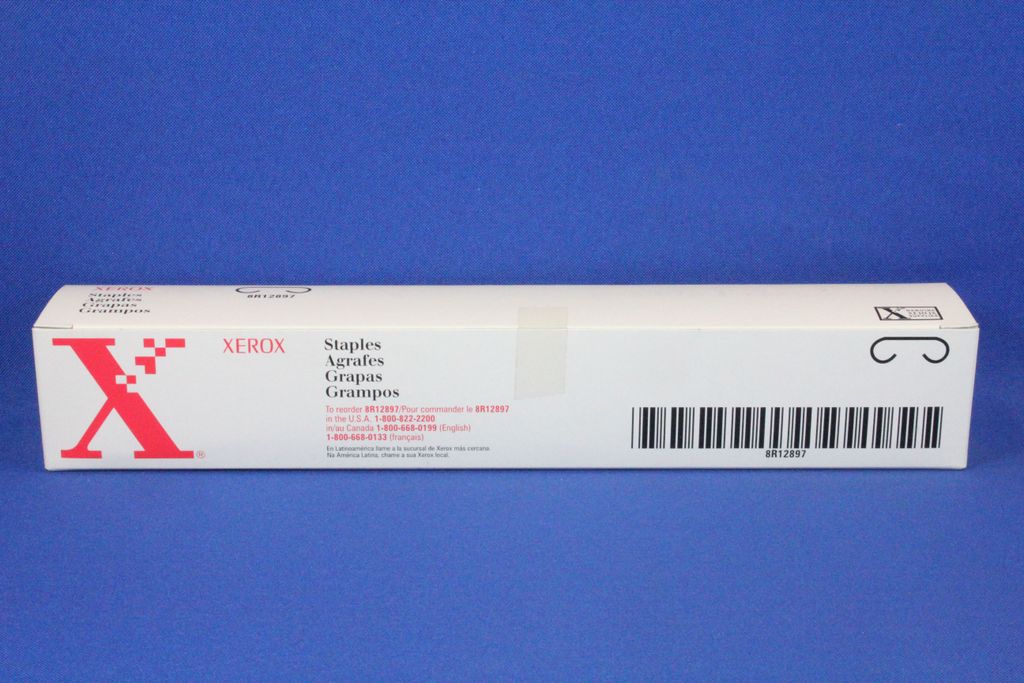 XEROX
Staples
Agrafes
Grapas
Grampos
8R12897
X
XEROX
Staples
Agrafes
Grapas
Grampos
To reorder 8R12897/Pour commander le 8R12897
in the U.S.A. 1-800-822-2200
in/au Canada 1-800-668-0199 (English)
1-800-668-0133 (français)
En Latinoamérica llame a la sucursal de Xerox más cercana.
Na América Latina, chame a sua Xerox local.
®
8R12897